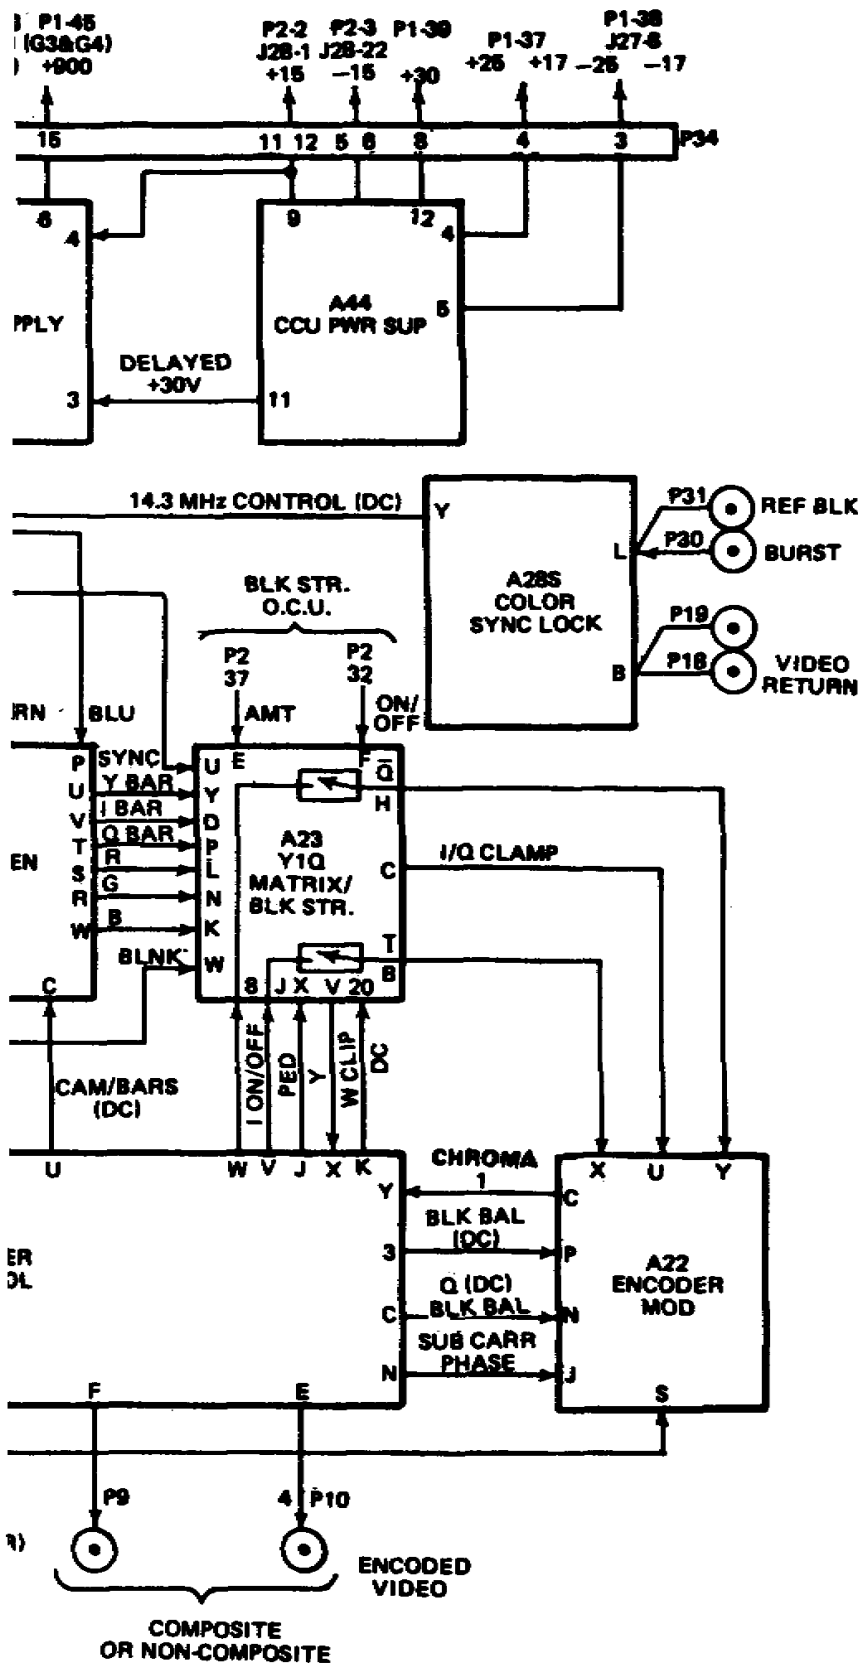 P1-45
(G3&G4)
+900
P2-2
J28-1
+15
P2-3
J28-22
−15
P1-39
+30
P1-37
+25 +17
P1-38
J27-6
−25 −17
15 11 12 5 6 8 4 3 P34
6
4
PPLY
3
9
12
4
5
A44
CCU PWR SUP
11
DELAYED
+30V
14.3 MHz CONTROL (DC)
Y
A28S
COLOR
SYNC LOCK
L
B
P31
P30
REF BLK
BURST
P19
P18
VIDEO
RETURN
BLK STR.
O.C.U.
P2
37
P2
32
AMT
ON/
OFF
BLU
P SYNC U
U Y BAR Y
V I BAR D
T Q BAR P
S R L
R G N
W B K
BLNK W
EN
C
E
F
Q
H
A23
Y1Q
MATRIX/
BLK STR.
C
T
B
8 J X V 20
I/Q CLAMP
CAM/BARS
(DC)
I ON/OFF
PED
Y
W CLIP
DC
U W V J X K
Y
3
C
N
CHROMA
1
BLK BAL
(DC)
Q (DC)
BLK BAL
SUB CARR
PHASE
X U Y
C
P
N
J
A22
ENCODER
MOD
S
ER
OL
F E
P9
4 P10
ENCODED
VIDEO
COMPOSITE
OR NON-COMPOSITE